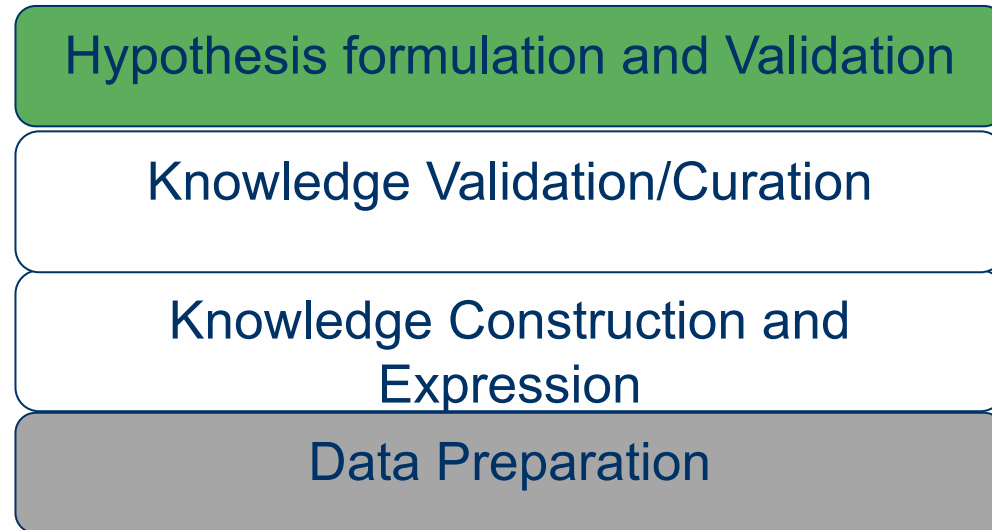 Hypothesis formulation and Validation
Knowledge Validation/Curation
Knowledge Construction and
Expression
Data Preparation